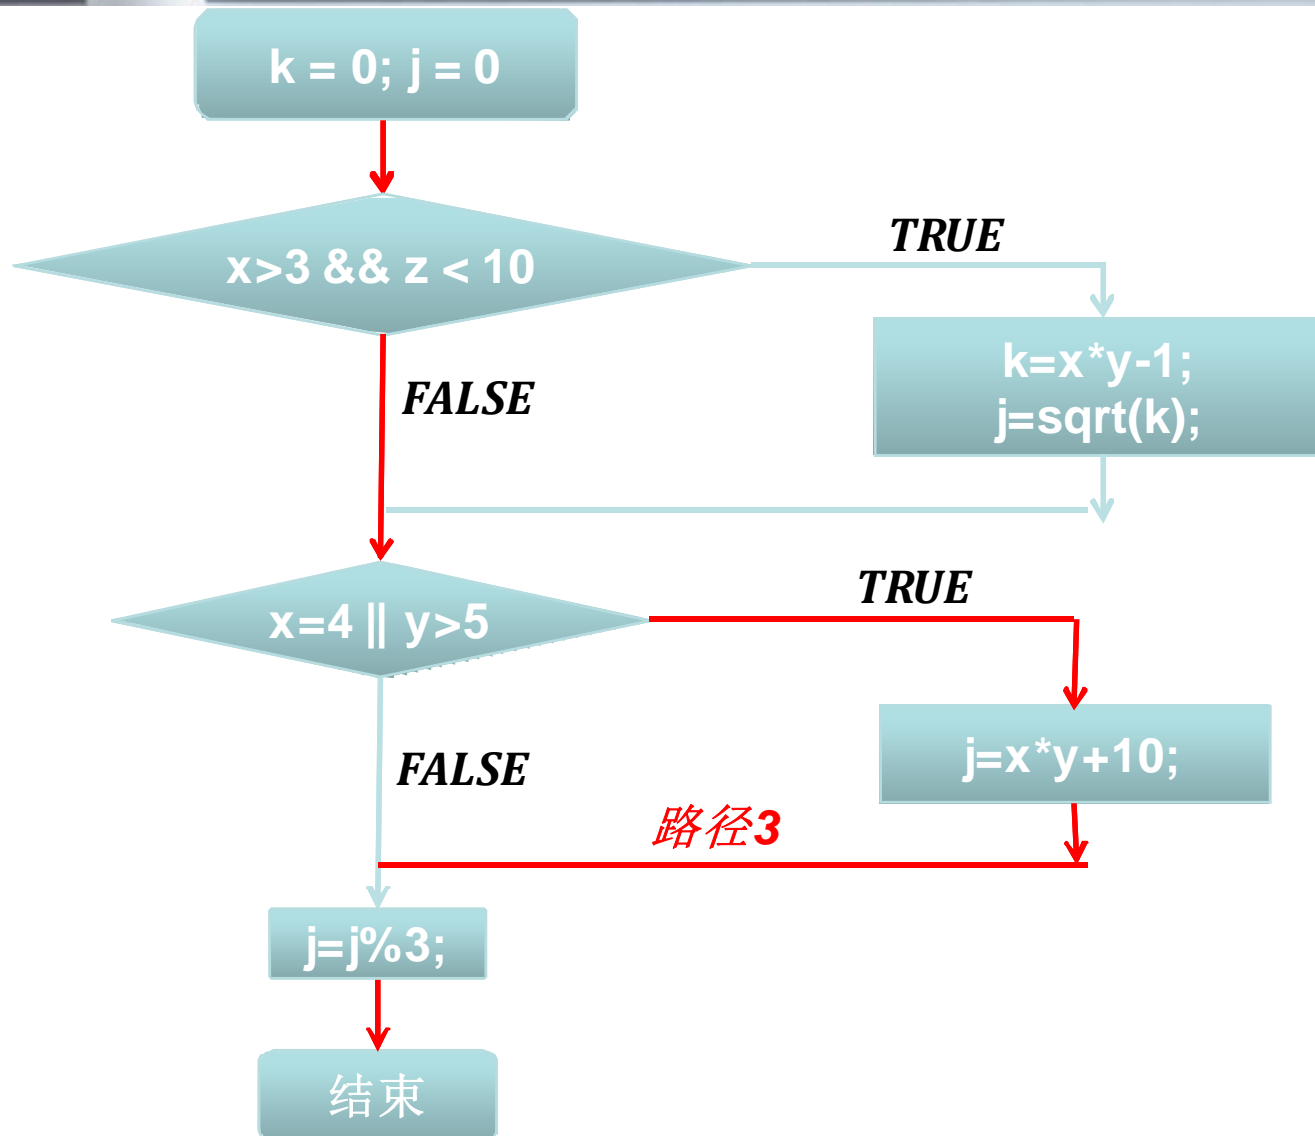 k = 0; j = 0
x>3 && z < 10
TRUE
k=x*y-1;
j=sqrt(k);
FALSE
x=4 || y>5
TRUE
j=x*y+10;
FALSE
路径3
j=j%3;
结束